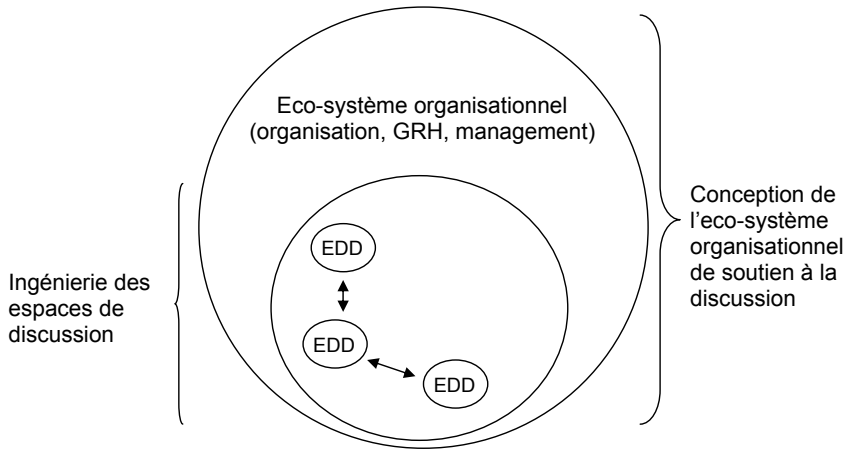 Eco-système organisationnel
(organisation, GRH, management)
EDD
EDD
EDD
Ingénierie des
espaces de
discussion
Conception de
l'eco-système
organisationnel
de soutien à la
discussion